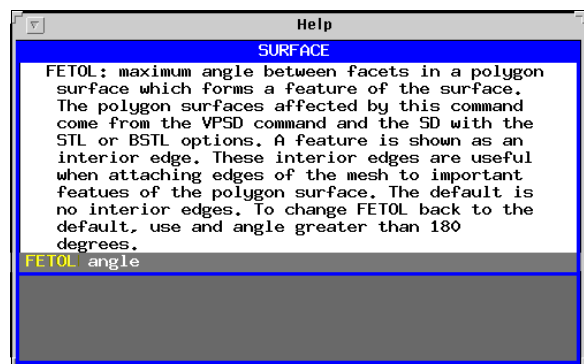 Help
SURFACE
FETOL: maximum angle between facets in a polygon
surface which forms a feature of the surface.
The polygon surfaces affected by this command
come from the VPSD command and the SD with the
STL or BSTL options. A feature is shown as an
interior edge. These interior edges are useful
when attaching edges of the mesh to important
featues of the polygon surface. The default is
no interior edges. To change FETOL back to the
default, use and angle greater than 180
degrees.
FETOL angle